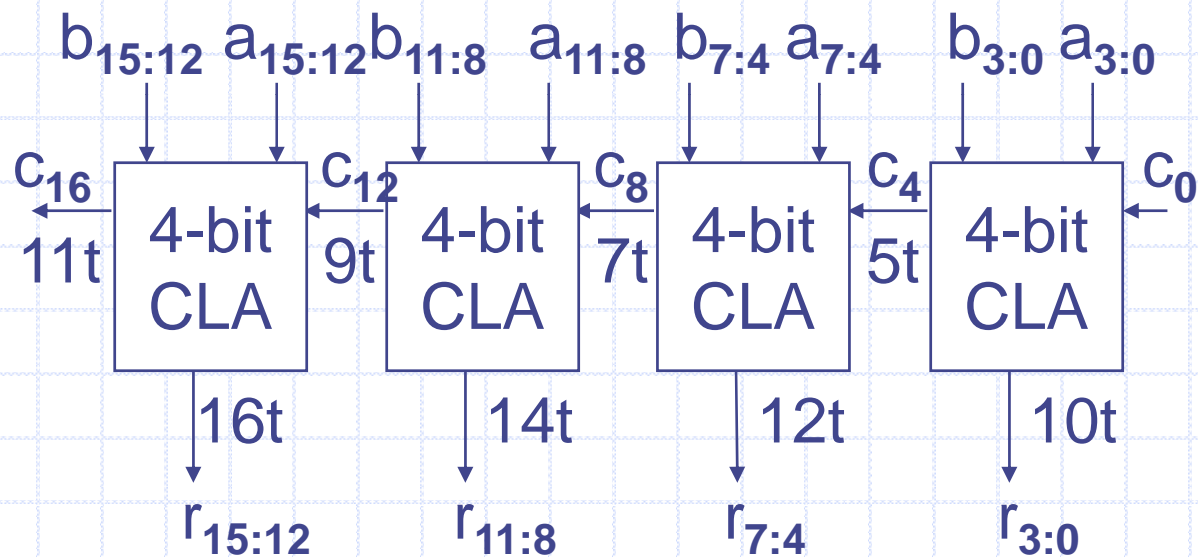 b15:12 a15:12 b11:8 a11:8 b7:4 a7:4 b3:0 a3:0
c16 c12 c8 c4 c0
4-bit CLA 4-bit CLA 4-bit CLA 4-bit CLA
11t 9t 7t 5t
16t 14t 12t 10t
r15:12 r11:8 r7:4 r3:0